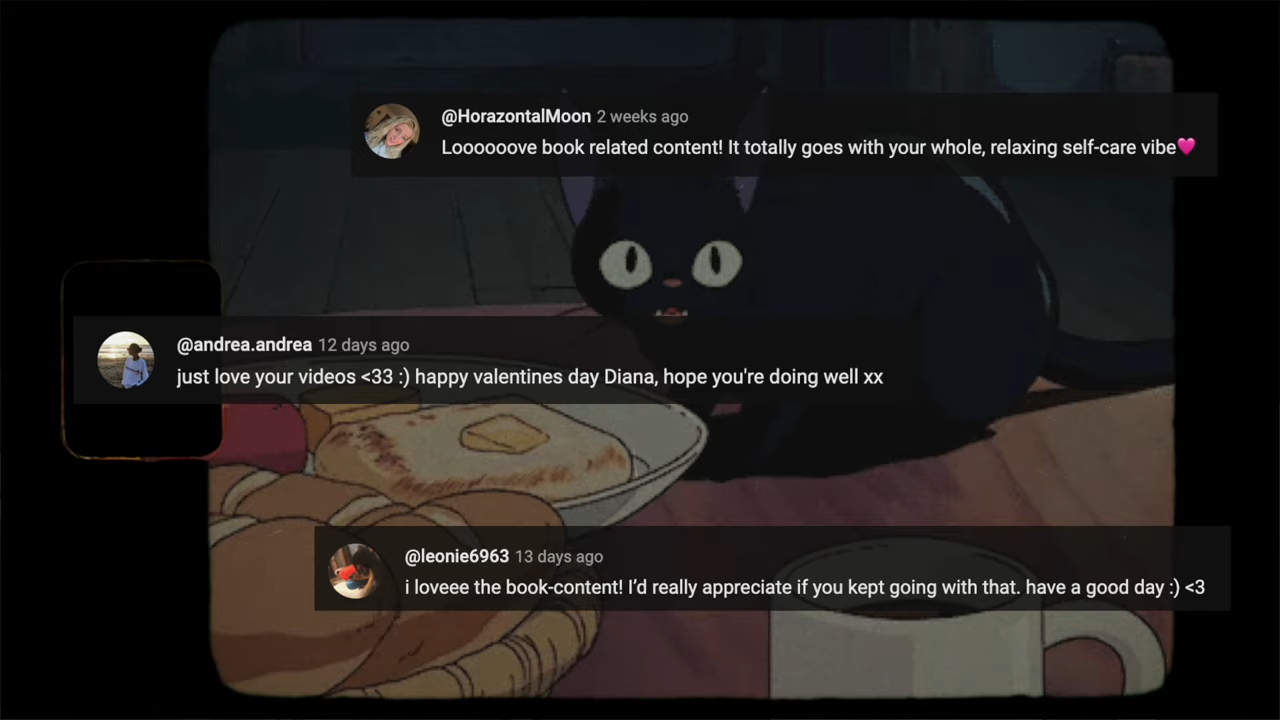 @HorazontalMoon 2 weeks ago
Loooooove book related content! It totally goes with your whole, relaxing self-care vibe💗
@andrea.andrea 12 days ago
just love your videos <33 :) happy valentines day Diana, hope you're doing well xx
@leonie6963 13 days ago
i loveee the book-content! I’d really appreciate if you kept going with that. have a good day :) <3